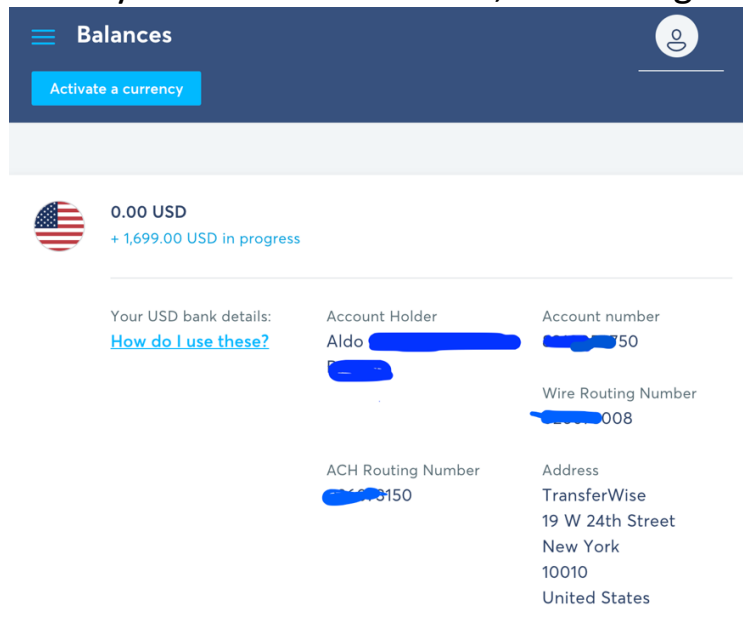 Balances
Activate a currency
0.00 USD
+ 1,699.00 USD in progress
Your USD bank details:
How do I use these?
Account Holder
Aldo
Account number
750
Wire Routing Number
008
ACH Routing Number
150
Address
TransferWise
19 W 24th Street
New York
10010
United States